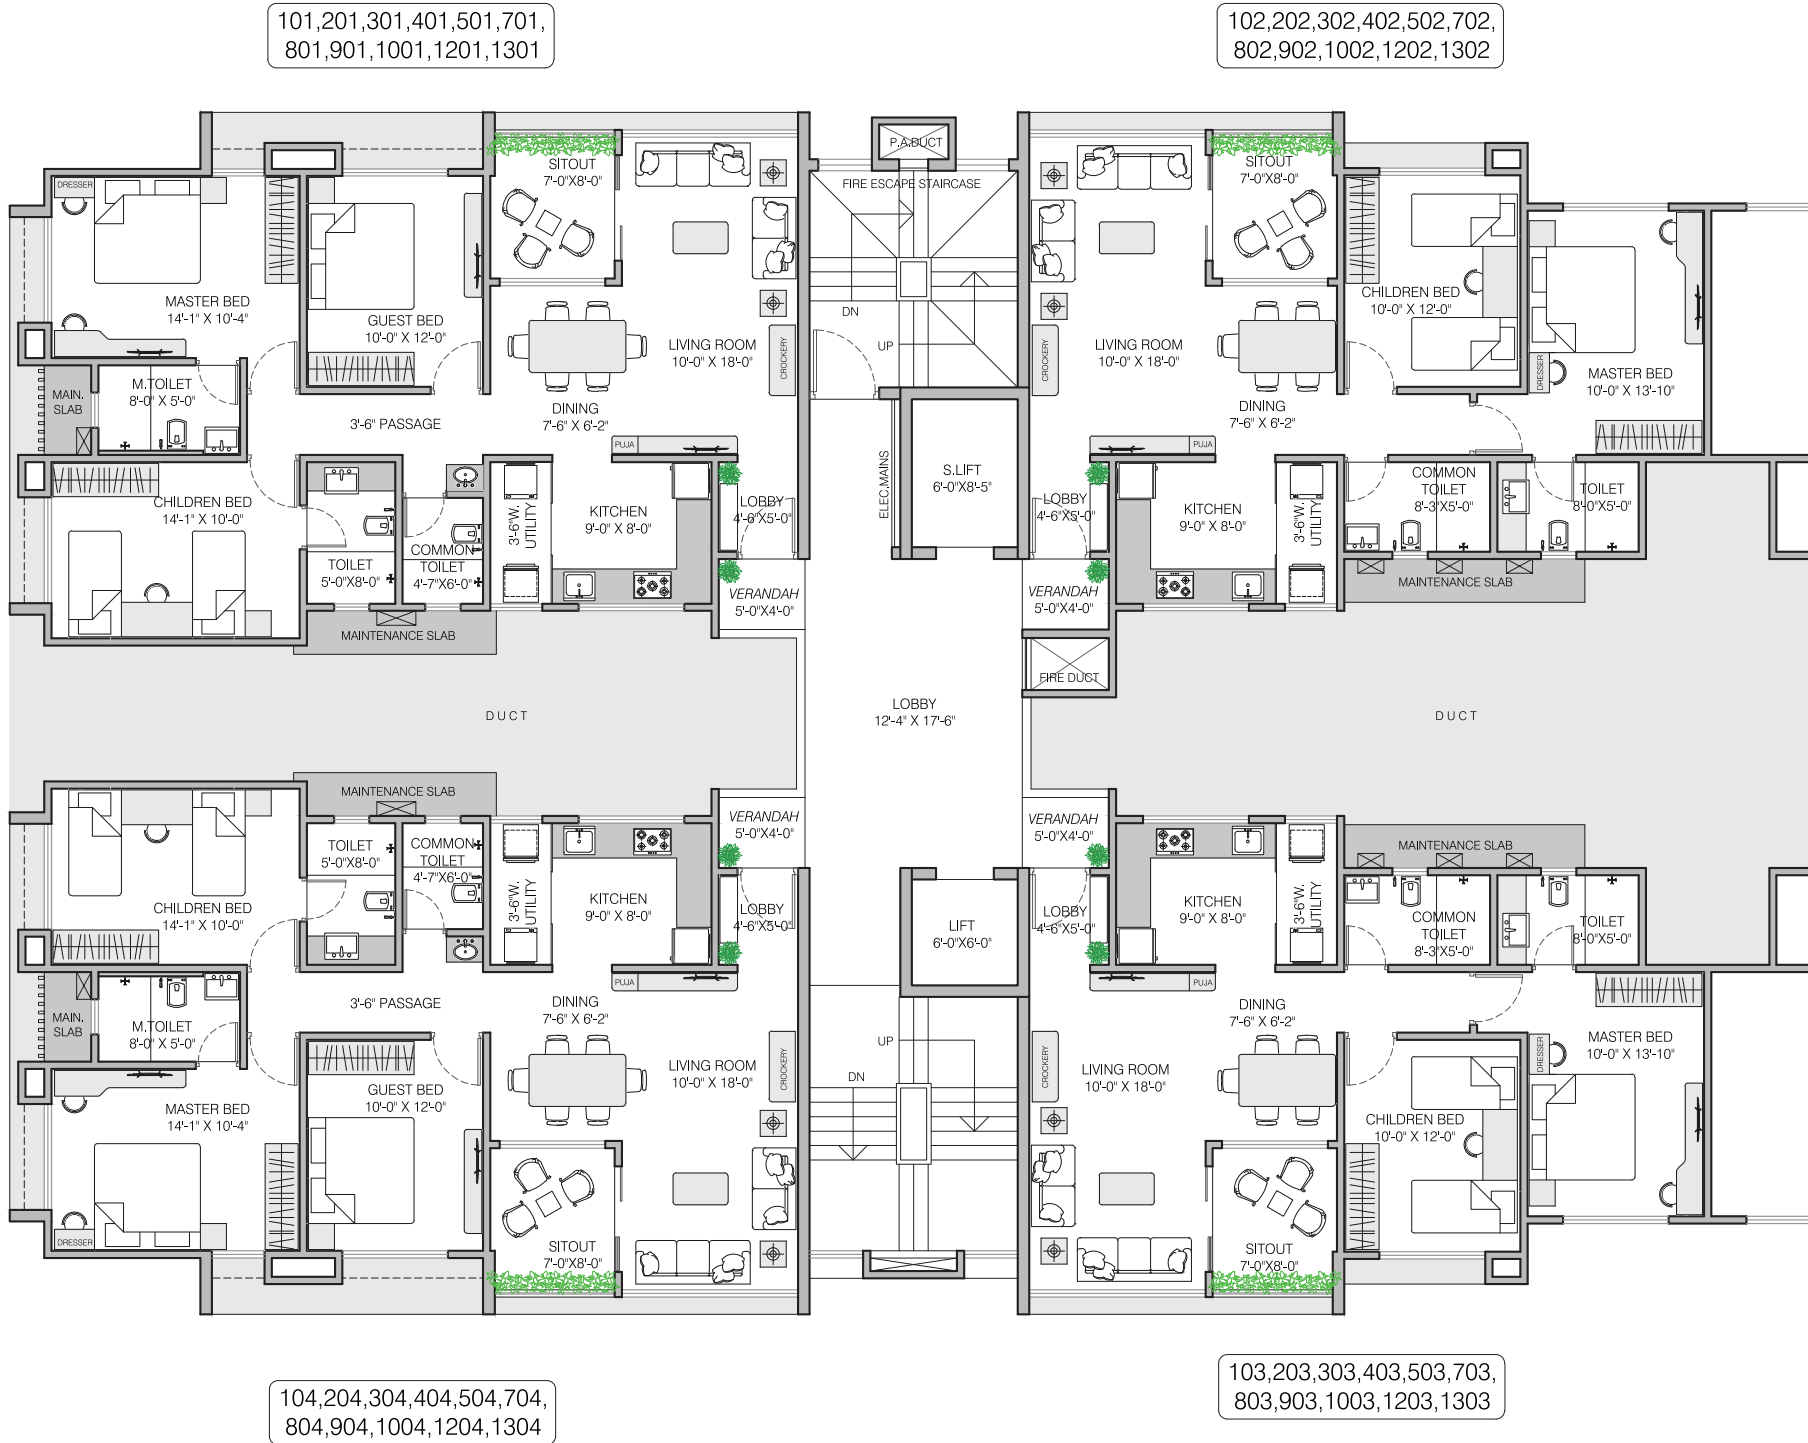 101,201,301,401,501,701,
801,901,1001,1201,1301
102,202,302,402,502,702,
802,902,1002,1202,1302
DRESSER
MASTER BED
14'-1" X 10'-4"
GUEST BED
10'-0" X 12'-0"
SITOUT
7'-0"X8'-0"
LIVING ROOM
10'-0" X 18'-0"
CROCKERY
DINING
7'-6" X 6'-2"
PUJA
M.TOILET
8'-0" X 5'-0"
MAIN.
SLAB
3'-6" PASSAGE
CHILDREN BED
14'-1" X 10'-0"
TOILET
5'-0"X8'-0"
COMMON
TOILET
4'-7"X6'-0"
3'-6"W.
UTILITY
KITCHEN
9'-0" X 8'-0"
LOBBY
4'-6"X5'-0"
VERANDAH
5'-0"X4'-0"
MAINTENANCE SLAB
P.A.DUCT
FIRE ESCAPE STAIRCASE
DN
UP
ELEC.MAINS
S.LIFT
6'-0"X8'-5"
SITOUT
7'-0"X8'-0"
LIVING ROOM
10'-0" X 18'-0"
CROCKERY
DINING
7'-6" X 6'-2"
PUJA
CHILDREN BED
10'-0" X 12'-0"
MASTER BED
10'-0" X 13'-10"
DRESSER
LOBBY
4'-6"X5'-0"
KITCHEN
9'-0" X 8'-0"
3'-6"W.
UTILITY
COMMON
TOILET
8'-3"X5'-0"
TOILET
8'-0"X5'-0"
MAINTENANCE SLAB
VERANDAH
5'-0"X4'-0"
FIRE DUCT
DUCT
LOBBY
12'-4" X 17'-6"
DUCT
MAINTENANCE SLAB
VERANDAH
5'-0"X4'-0"
TOILET
5'-0"X8'-0"
COMMON
TOILET
4'-7"X6'-0"
3'-6"W.
UTILITY
KITCHEN
9'-0" X 8'-0"
LOBBY
4'-6"X5'-0"
CHILDREN BED
14'-1" X 10'-0"
MAIN.
SLAB
M.TOILET
8'-0" X 5'-0"
3'-6" PASSAGE
PUJA
DINING
7'-6" X 6'-2"
LIVING ROOM
10'-0" X 18'-0"
CROCKERY
MASTER BED
14'-1" X 10'-4"
GUEST BED
10'-0" X 12'-0"
DRESSER
SITOUT
7'-0"X8'-0"
LIFT
6'-0"X6'-0"
UP
DN
VERANDAH
5'-0"X4'-0"
MAINTENANCE SLAB
LOBBY
4'-6"X5'-0"
KITCHEN
9'-0" X 8'-0"
3'-6"W.
UTILITY
COMMON
TOILET
8'-3"X5'-0"
TOILET
8'-0"X5'-0"
PUJA
DINING
7'-6" X 6'-2"
LIVING ROOM
10'-0" X 18'-0"
CROCKERY
MASTER BED
10'-0" X 13'-10"
DRESSER
CHILDREN BED
10'-0" X 12'-0"
SITOUT
7'-0"X8'-0"
104,204,304,404,504,704,
804,904,1004,1204,1304
103,203,303,403,503,703,
803,903,1003,1203,1303